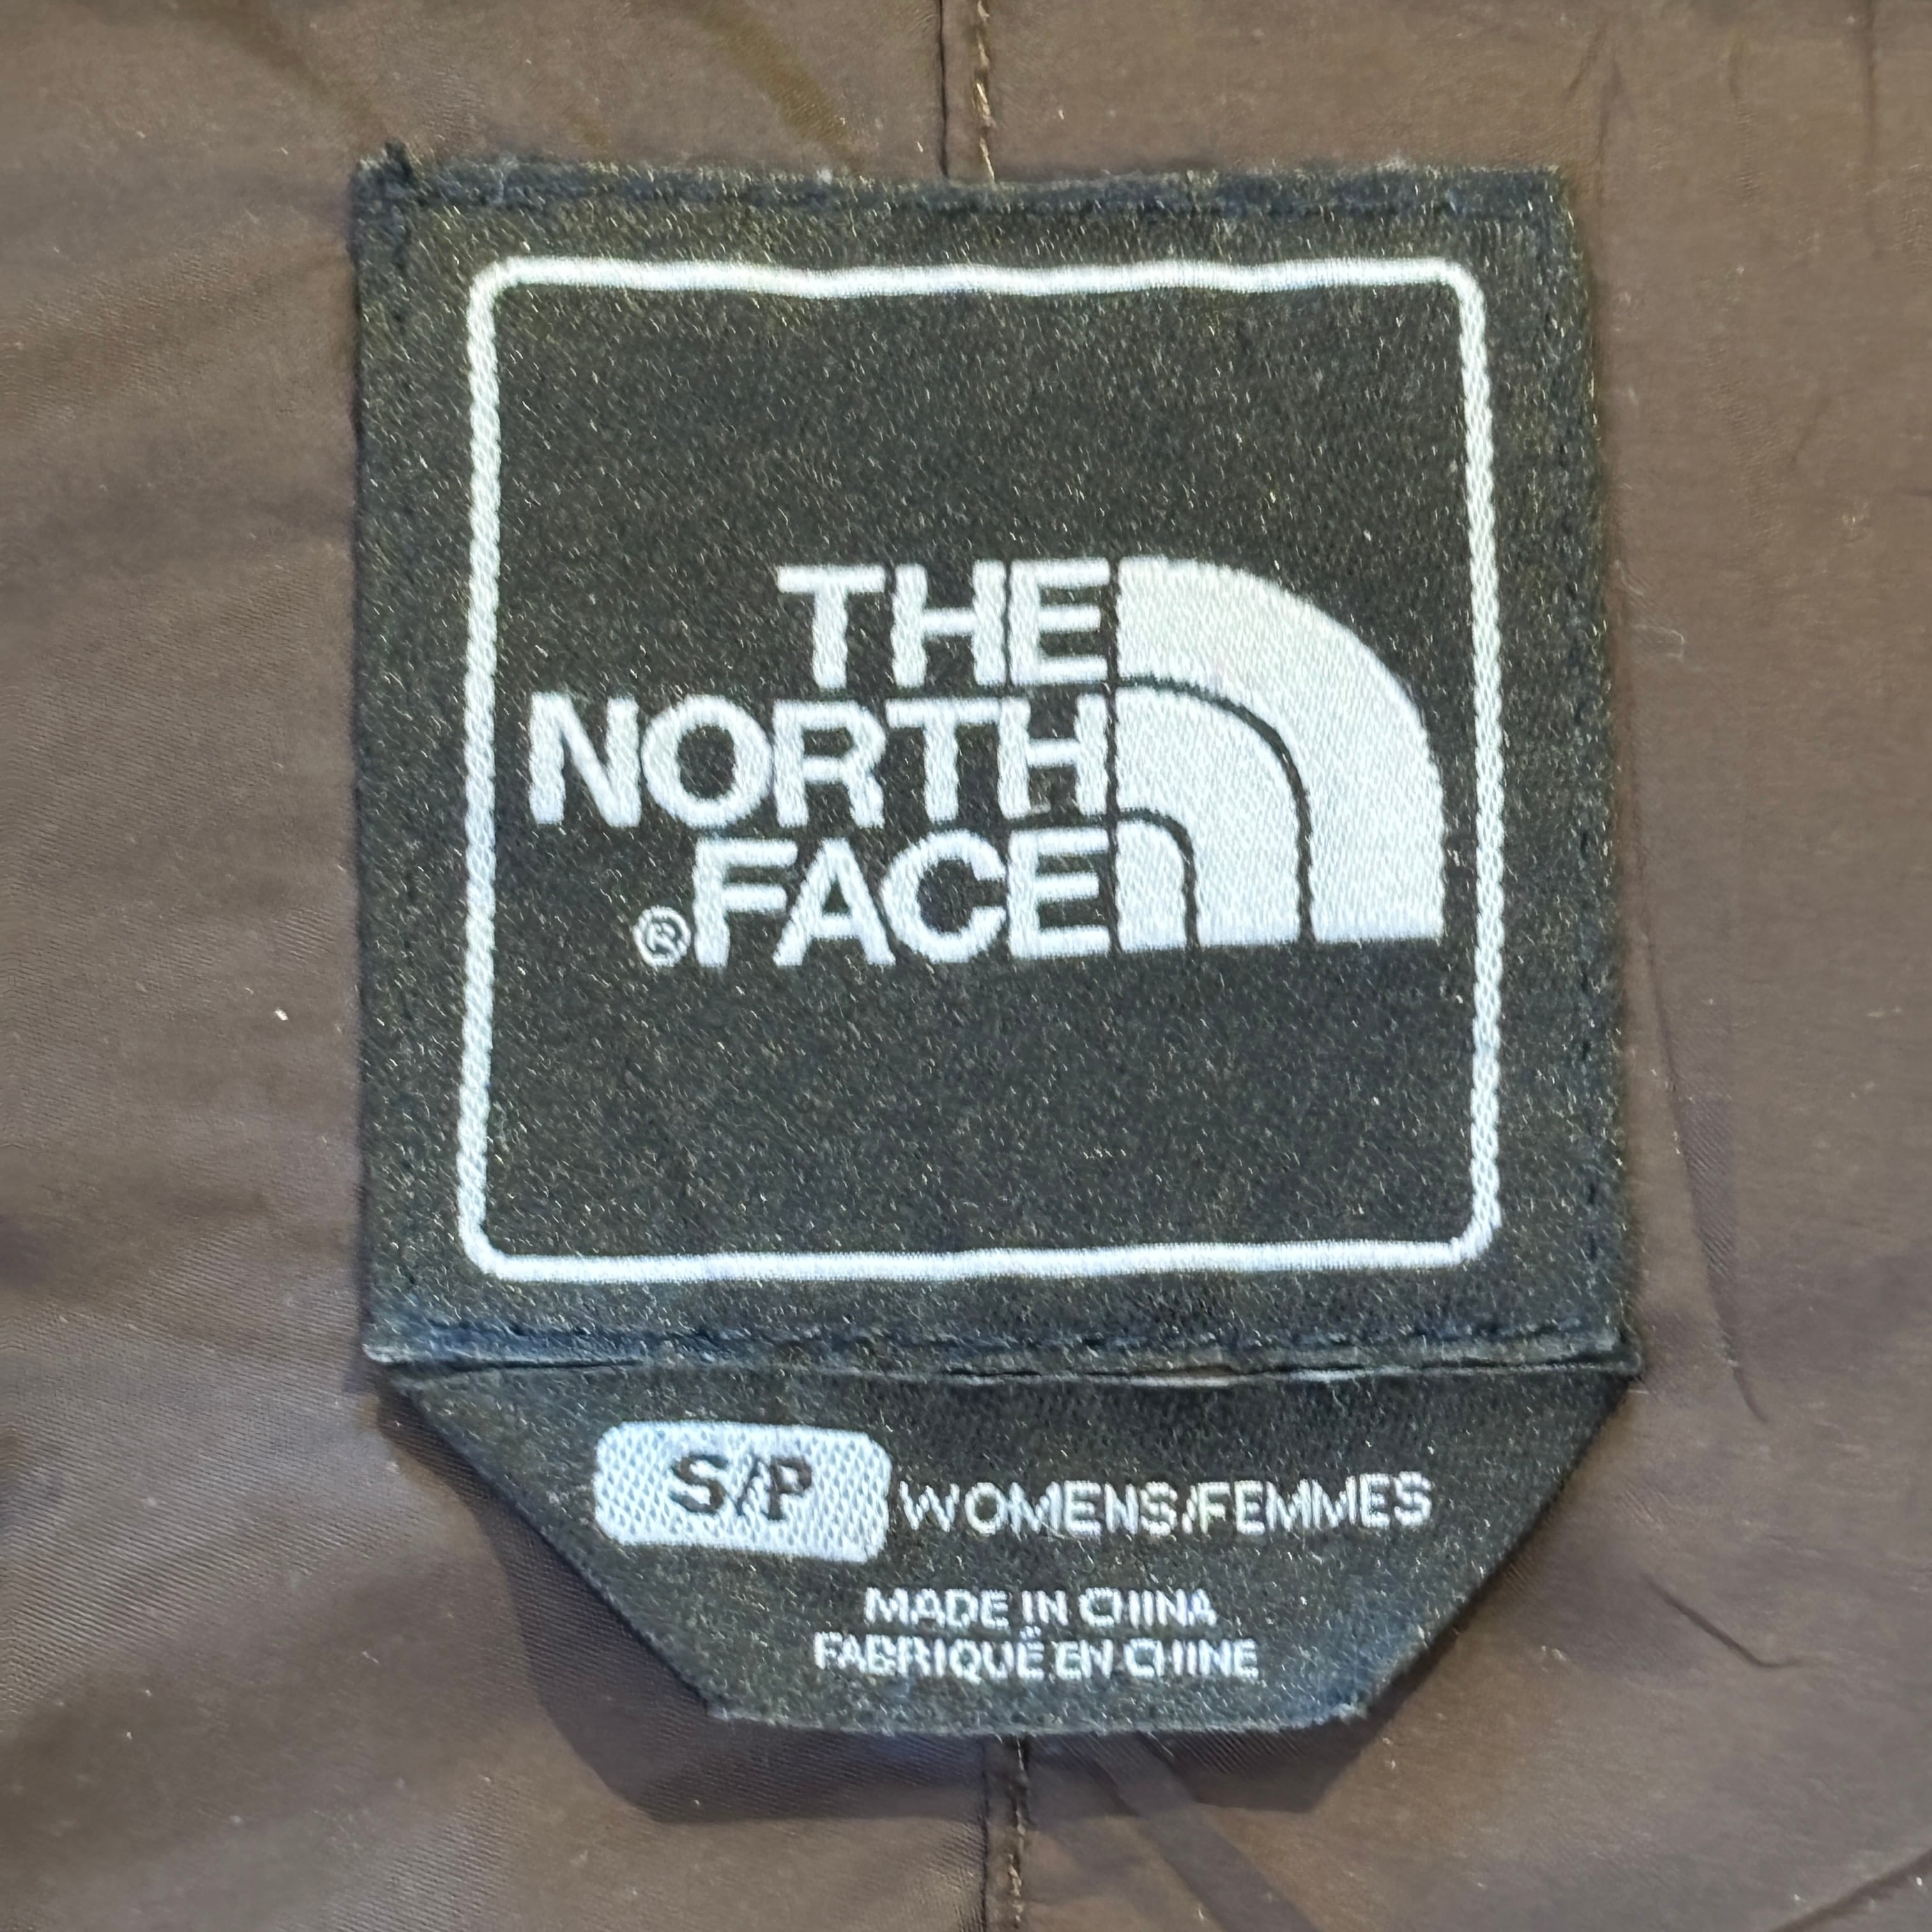 THE
NORTH
®FACE
S/P WOMENS/FEMMES
MADE IN CHINA
FABRIQUÉ EN CHINE